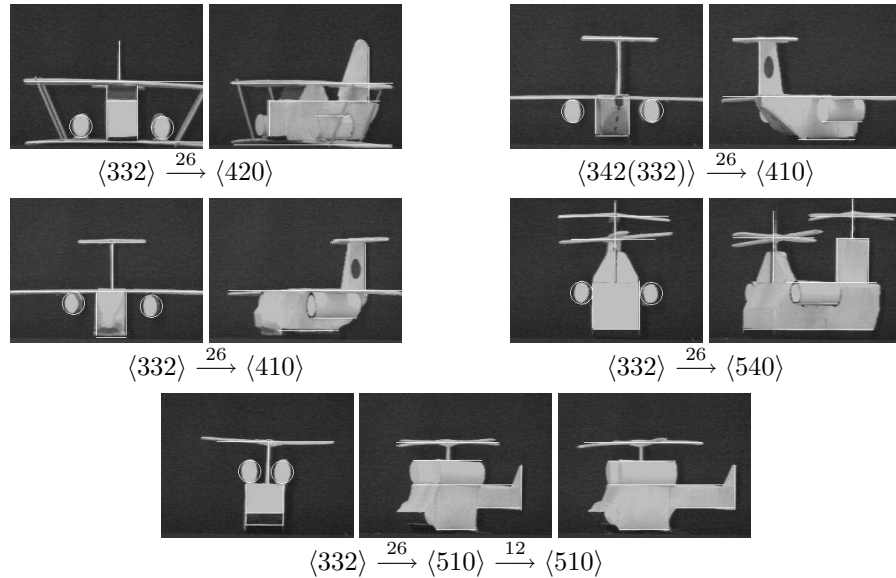 ⟨332⟩ —26→ ⟨420⟩
⟨342(332)⟩ —26→ ⟨410⟩
⟨332⟩ —26→ ⟨410⟩
⟨332⟩ —26→ ⟨540⟩
⟨332⟩ —26→ ⟨510⟩ —12→ ⟨510⟩